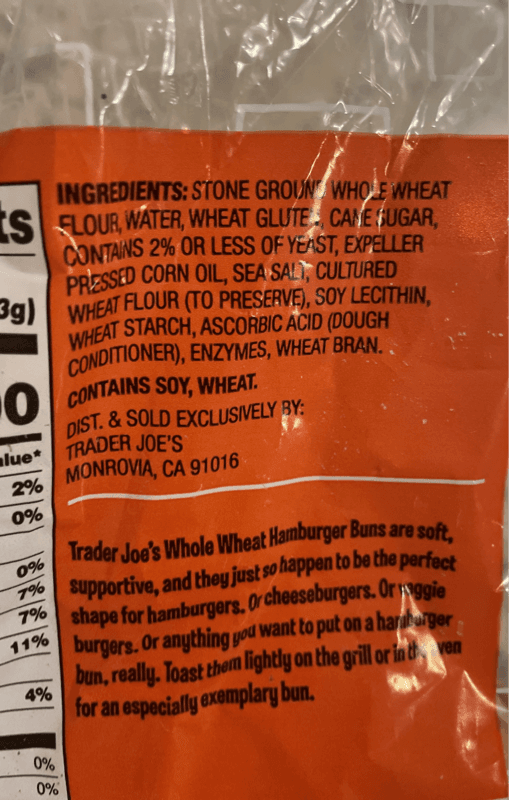 INGREDIENTS: STONE GROUND WHOLE WHEAT
FLOUR, WATER, WHEAT GLUTEN, CANE SUGAR,
CONTAINS 2% OR LESS OF YEAST, EXPELLER
PRESSED CORN OIL, SEA SALT, CULTURED
WHEAT FLOUR (TO PRESERVE), SOY LECITHIN,
WHEAT STARCH, ASCORBIC ACID (DOUGH
CONDITIONER), ENZYMES, WHEAT BRAN.
CONTAINS SOY, WHEAT.
DIST. & SOLD EXCLUSIVELY BY:
TRADER JOE'S
MONROVIA, CA 91016
Trader Joe's Whole Wheat Hamburger Buns are soft,
supportive, and they just so happen to be the perfect
shape for hamburgers. Or cheeseburgers. Or veggie
burgers. Or anything you want to put on a hamburger
bun, really. Toast them lightly on the grill or in the oven
for an especially exemplary bun.
ts
3g)
0
alue*
2%
0%
0%
7%
7%
11%
4%
0%
0%